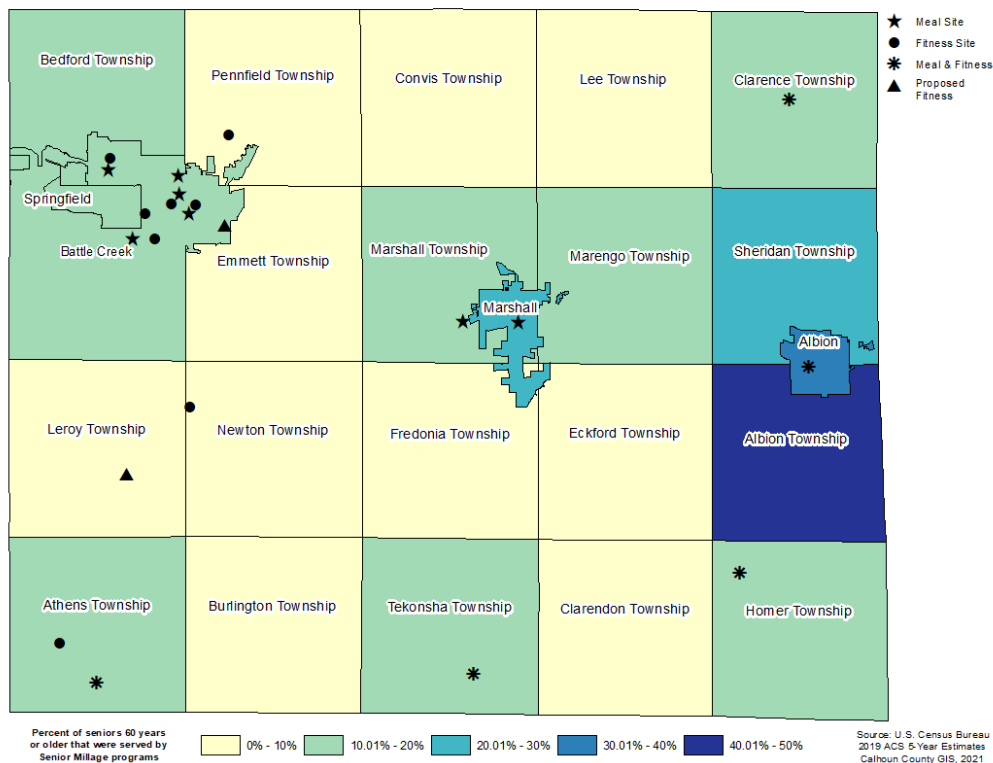 Bedford Township
Pennfield Township
Convis Township
Lee Township
Clarence Township
Meal Site
Fitness Site
Meal & Fitness
Proposed
Fitness
Springfield
Battle Creek
Emmett Township
Marshall Township
Marengo Township
Sheridan Township
Marshall
Albion
Leroy Township
Newton Township
Fredonia Township
Eckford Township
Albion Township
Athens Township
Burlington Township
Tekonsha Township
Clarendon Township
Homer Township
Percent of seniors 60 years
or older that were served by
Senior Millage programs
0% - 10%
10.01% - 20%
20.01% - 30%
30.01% - 40%
40.01% - 50%
Source: U.S. Census Bureau
2019 ACS 5-Year Estimates
Calhoun County GIS, 2021